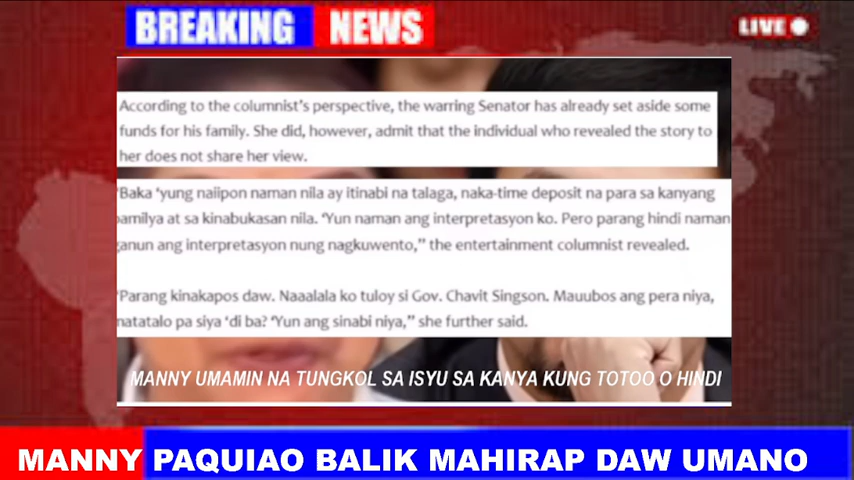 BREAKING NEWS
LIVE
According to the columnist's perspective, the warring Senator has already set aside some
funds for his family. She did, however, admit that the individual who revealed the story to
her does not share her view.
"Baka 'yung naiipon naman nila ay itinabi na talaga, naka-time deposit na para sa kanyang
pamilya at sa kinabukasan nila. 'Yun naman ang interpretasyon ko. Pero parang hindi naman
ganun ang interpretasyon nung nagkuwento," the entertainment columnist revealed.
"Parang kinakapos daw. Naaalala ko tuloy si Gov. Chavit Singson. Mauubos ang pera niya,
natatalo pa siya 'di ba? 'Yun ang sinabi niya," she further said.
MANNY UMAMIN NA TUNGKOL SA ISYU SA KANYA KUNG TOTOO O HINDI
MANNY PAQUIAO BALIK MAHIRAP DAW UMANO